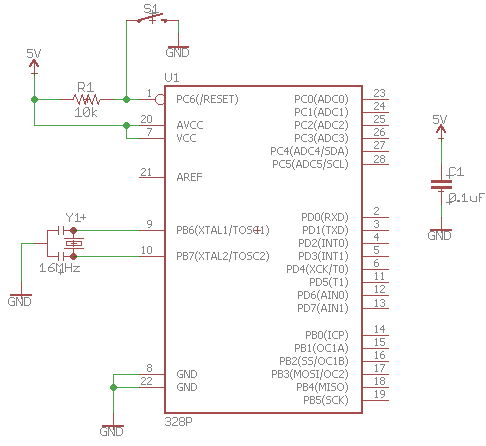 S1
GND
5V
U1
R1
10k
1 PC6(/RESET) PC0(ADC0) 23
PC1(ADC1) 24
20 AVCC PC2(ADC2) 25
7 VCC PC3(ADC3) 26
PC4(ADC4/SDA) 27
PC5(ADC5/SCL) 28
21 AREF
5V
C1
0.1uF
GND
Y1
16MHz
GND
PD0(RXD) 2
9 PB6(XTAL1/TOSC1) PD1(TXD) 3
PD2(INT0) 4
10 PB7(XTAL2/TOSC2) PD3(INT1) 5
PD4(XCK/T0) 6
PD5(T1) 11
PD6(AIN0) 12
PD7(AIN1) 13
PB0(ICP) 14
PB1(OC1A) 15
PB2(SS/OC1B) 16
8 GND PB3(MOSI/OC2) 17
22 GND PB4(MISO) 18
PB5(SCK) 19
GND
328P